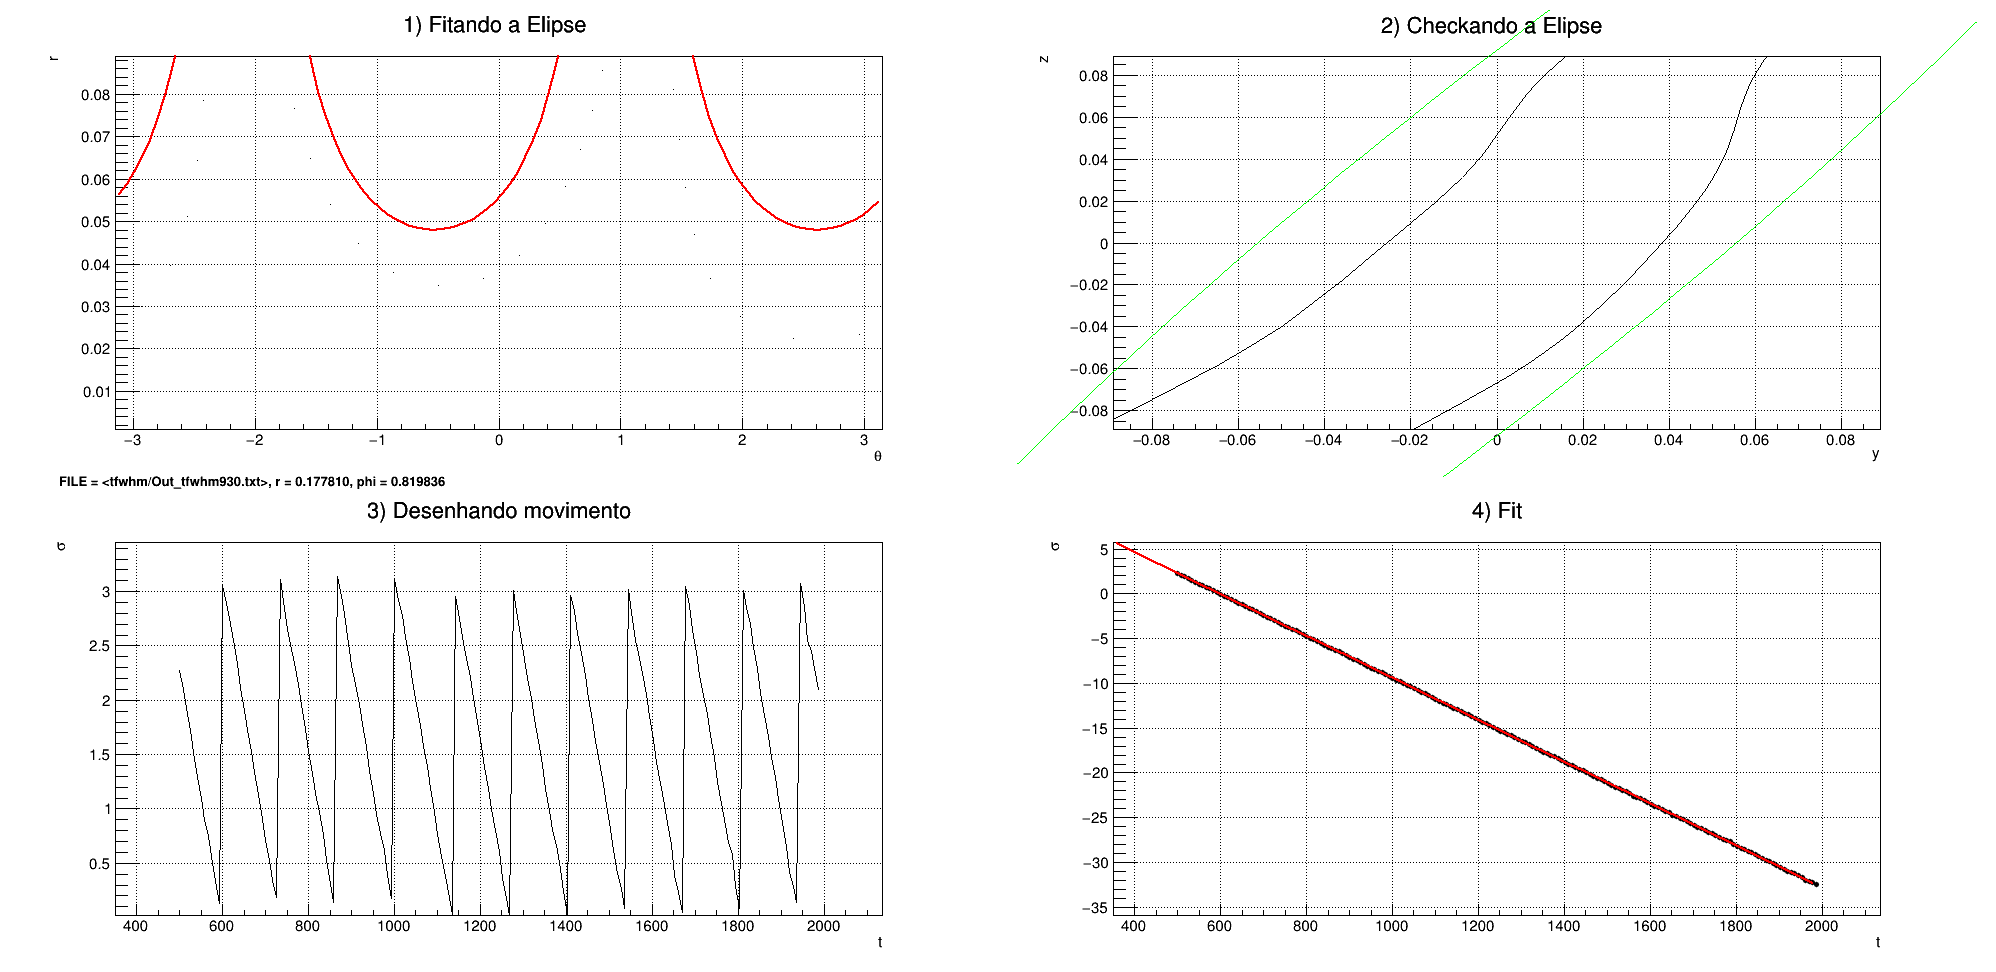 1) Fitando a Elipse
r
0.08
0.07
0.06
0.05
0.04
0.03
0.02
0.01
−3 −2 −1 0 1 2 3
θ
2) Checkando a Elipse
z
0.08
0.06
0.04
0.02
0
−0.02
−0.04
−0.06
−0.08
−0.08 −0.06 −0.04 −0.02 0 0.02 0.04 0.06 0.08
y
FILE = <tfwhm/Out_tfwhm930.txt>, r = 0.177810, phi = 0.819836
3) Desenhando movimento
σ
3
2.5
2
1.5
1
0.5
400 600 800 1000 1200 1400 1600 1800 2000
t
4) Fit
σ
5
0
−5
−10
−15
−20
−25
−30
−35
400 600 800 1000 1200 1400 1600 1800 2000
t